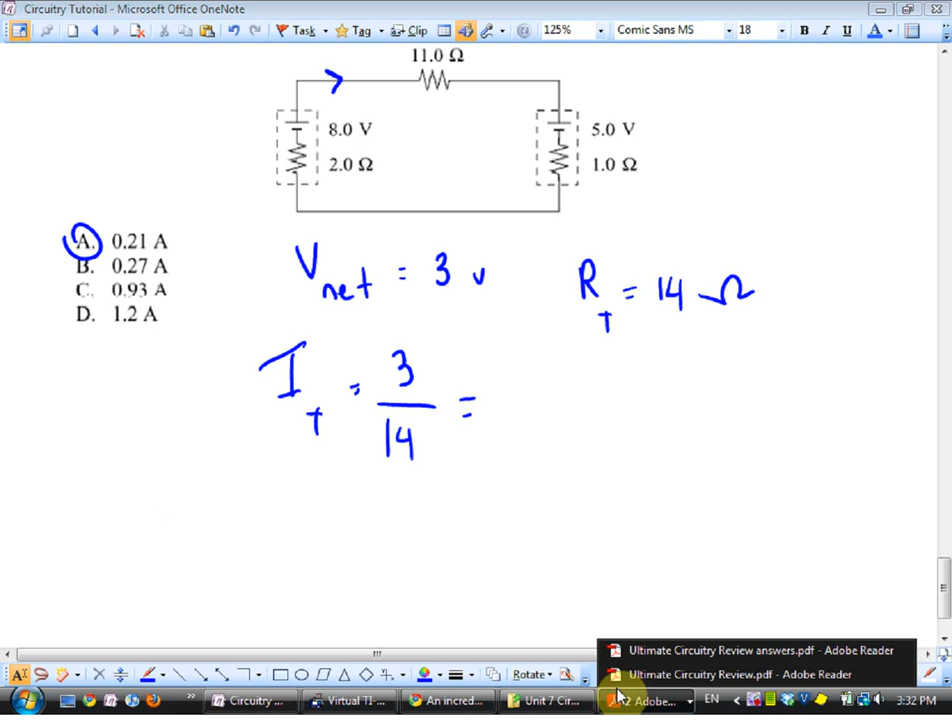 Circuitry Tutorial - Microsoft Office OneNote
Task Tag Clip 125% Comic Sans MS 18 B I U A
11.0 Ω
8.0 V
2.0 Ω
5.0 V
1.0 Ω
A. 0.21 A
B. 0.27 A
C. 0.93 A
D. 1.2 A
V net = 3 v
R T = 14 Ω
I T = 3/14 =
Ultimate Circuitry Review answers.pdf - Adobe Reader
Ultimate Circuitry Review.pdf - Adobe Reader
Rotate
Circuitry ... Virtual TI-... An incred... Unit 7 Cir... 2 Adobe... EN 3:32 PM